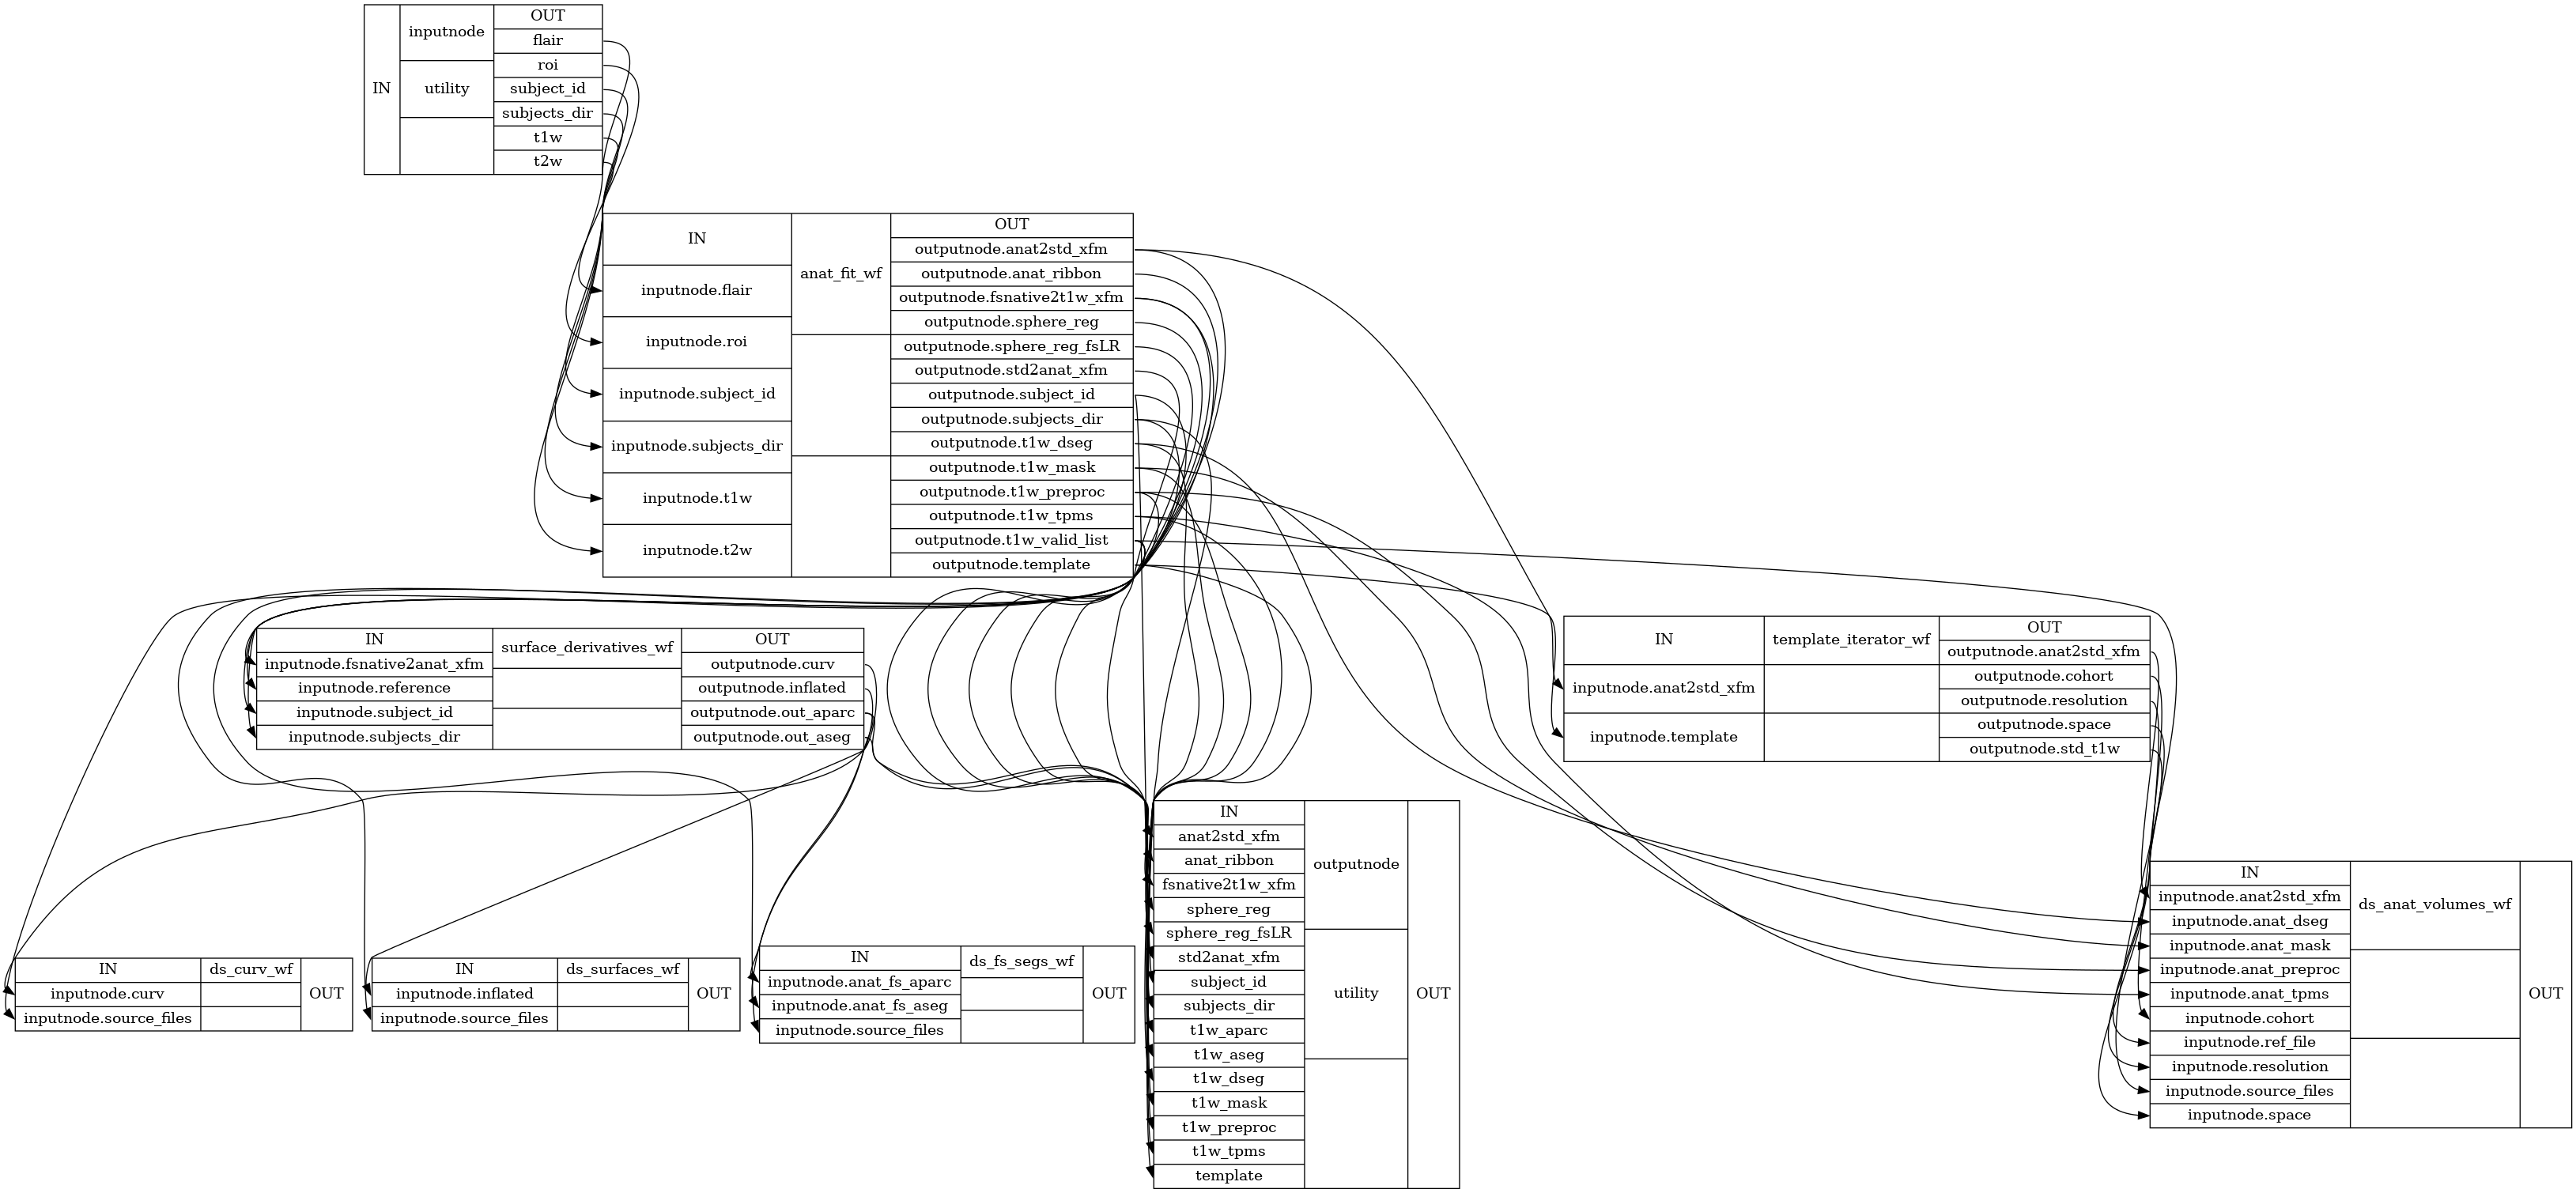 IN
inputnode
utility
OUT
flair
roi
subject_id
subjects_dir
t1w
t2w
IN
inputnode.flair
inputnode.roi
inputnode.subject_id
inputnode.subjects_dir
inputnode.t1w
inputnode.t2w
anat_fit_wf
OUT
outputnode.anat2std_xfm
outputnode.anat_ribbon
outputnode.fsnative2t1w_xfm
outputnode.sphere_reg
outputnode.sphere_reg_fsLR
outputnode.std2anat_xfm
outputnode.subject_id
outputnode.subjects_dir
outputnode.t1w_dseg
outputnode.t1w_mask
outputnode.t1w_preproc
outputnode.t1w_tpms
outputnode.t1w_valid_list
outputnode.template
IN
inputnode.fsnative2anat_xfm
inputnode.reference
inputnode.subject_id
inputnode.subjects_dir
surface_derivatives_wf
OUT
outputnode.curv
outputnode.inflated
outputnode.out_aparc
outputnode.out_aseg
IN
inputnode.anat2std_xfm
inputnode.template
template_iterator_wf
OUT
outputnode.anat2std_xfm
outputnode.cohort
outputnode.resolution
outputnode.space
outputnode.std_t1w
IN
inputnode.curv
inputnode.source_files
ds_curv_wf
OUT
IN
inputnode.inflated
inputnode.source_files
ds_surfaces_wf
OUT
IN
inputnode.anat_fs_aparc
inputnode.anat_fs_aseg
inputnode.source_files
ds_fs_segs_wf
OUT
IN
anat2std_xfm
anat_ribbon
fsnative2t1w_xfm
sphere_reg
sphere_reg_fsLR
std2anat_xfm
subject_id
subjects_dir
t1w_aparc
t1w_aseg
t1w_dseg
t1w_mask
t1w_preproc
t1w_tpms
template
outputnode
utility
OUT
IN
inputnode.anat2std_xfm
inputnode.anat_dseg
inputnode.anat_mask
inputnode.anat_preproc
inputnode.anat_tpms
inputnode.cohort
inputnode.ref_file
inputnode.resolution
inputnode.source_files
inputnode.space
ds_anat_volumes_wf
OUT